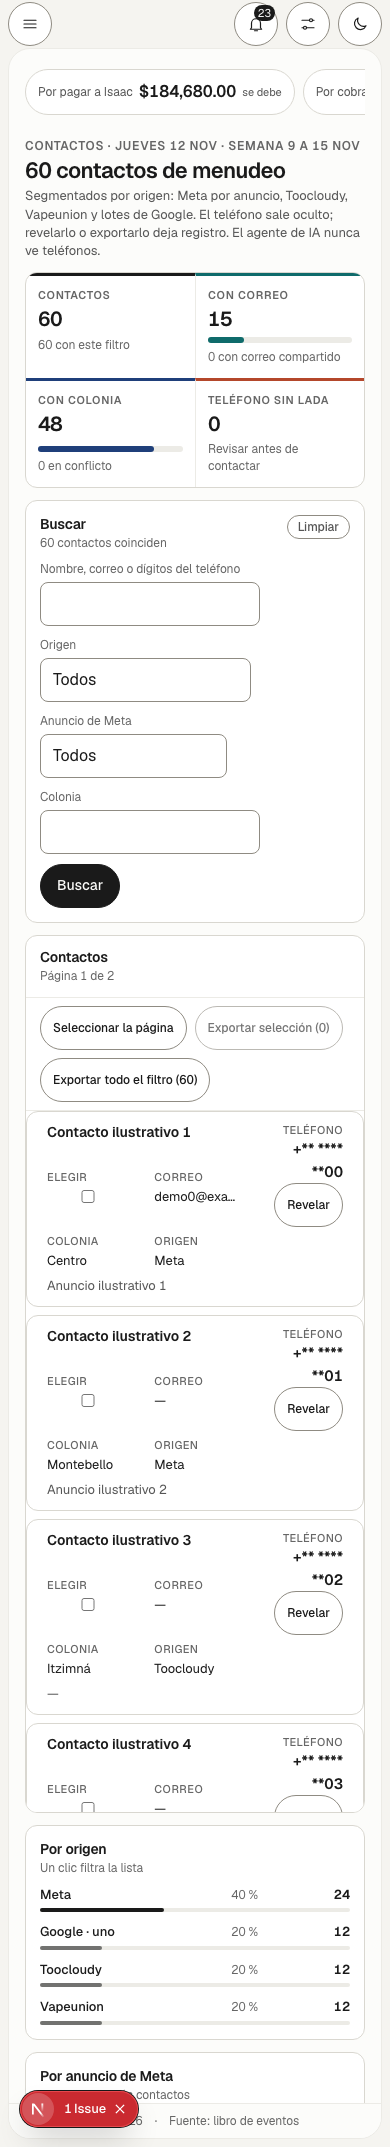 23
Por pagar a Isaac $184,680.00 se debe
Por cobra
CONTACTOS · JUEVES 12 NOV · SEMANA 9 A 15 NOV
60 contactos de menudeo
Segmentados por origen: Meta por anuncio, Toocloudy,
Vapeunion y lotes de Google. El teléfono sale oculto;
revelarlo o exportarlo deja registro. El agente de IA nunca
ve teléfonos.
CONTACTOS
60
60 con este filtro
CON CORREO
15
0 con correo compartido
CON COLONIA
48
0 en conflicto
TELÉFONO SIN LADA
0
Revisar antes de
contactar
Buscar
60 contactos coinciden
Limpiar
Nombre, correo o dígitos del teléfono
Origen
Todos
Anuncio de Meta
Todos
Colonia
Buscar
Contactos
Página 1 de 2
Seleccionar la página
Exportar selección (0)
Exportar todo el filtro (60)
Contacto ilustrativo 1
TELÉFONO
+** ****
**00
Revelar
ELEGIR
CORREO
demo0@exa…
COLONIA
Centro
ORIGEN
Meta
Anuncio ilustrativo 1
Contacto ilustrativo 2
TELÉFONO
+** ****
**01
Revelar
ELEGIR
CORREO
—
COLONIA
Montebello
ORIGEN
Meta
Anuncio ilustrativo 2
Contacto ilustrativo 3
TELÉFONO
+** ****
**02
Revelar
ELEGIR
CORREO
—
COLONIA
Itzimná
ORIGEN
Toocloudy
—
Contacto ilustrativo 4
TELÉFONO
+** ****
**03
ELEGIR
CORREO
—
Por origen
Un clic filtra la lista
Meta 40 % 24
Google · uno 20 % 12
Toocloudy 20 % 12
Vapeunion 20 % 12
Por anuncio de Meta
contactos
N 1 Issue ×
26 · Fuente: libro de eventos